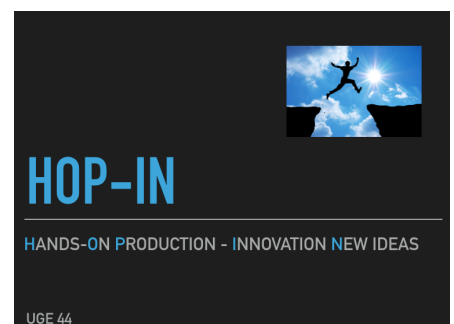 HOP-IN
HANDS-ON PRODUCTION - INNOVATION NEW IDEAS
UGE 44